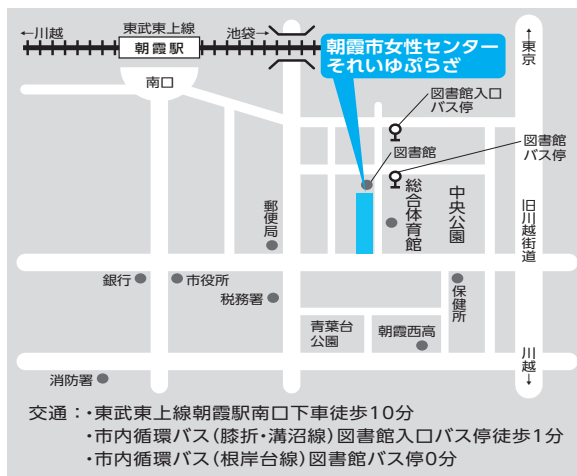 東武東上線
←川越
池袋→
朝霞駅
南口
朝霞市女性センター
それいゆぷらざ
↑東京
図書館入口
バス停
図書館
図書館
バス停
総合体育館
中央公園
旧川越街道
郵便局
銀行
市役所
税務署
保健所
青葉台
公園
朝霞西高
川越↓
消防署
交通：・東武東上線朝霞駅南口下車徒歩10分
・市内循環バス（膝折・溝沼線）図書館入口バス停徒歩1分
・市内循環バス（根岸台線）図書館バス停0分